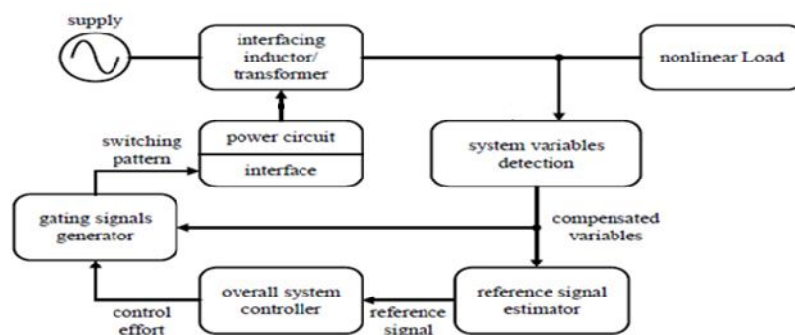 supply
interfacing
inductor/
transformer
nonlinear Load
switching
pattern
power circuit
interface
system variables
detection
gating signals
generator
compensated
variables
control
effort
overall system
controller
reference
signal
reference signal
estimator